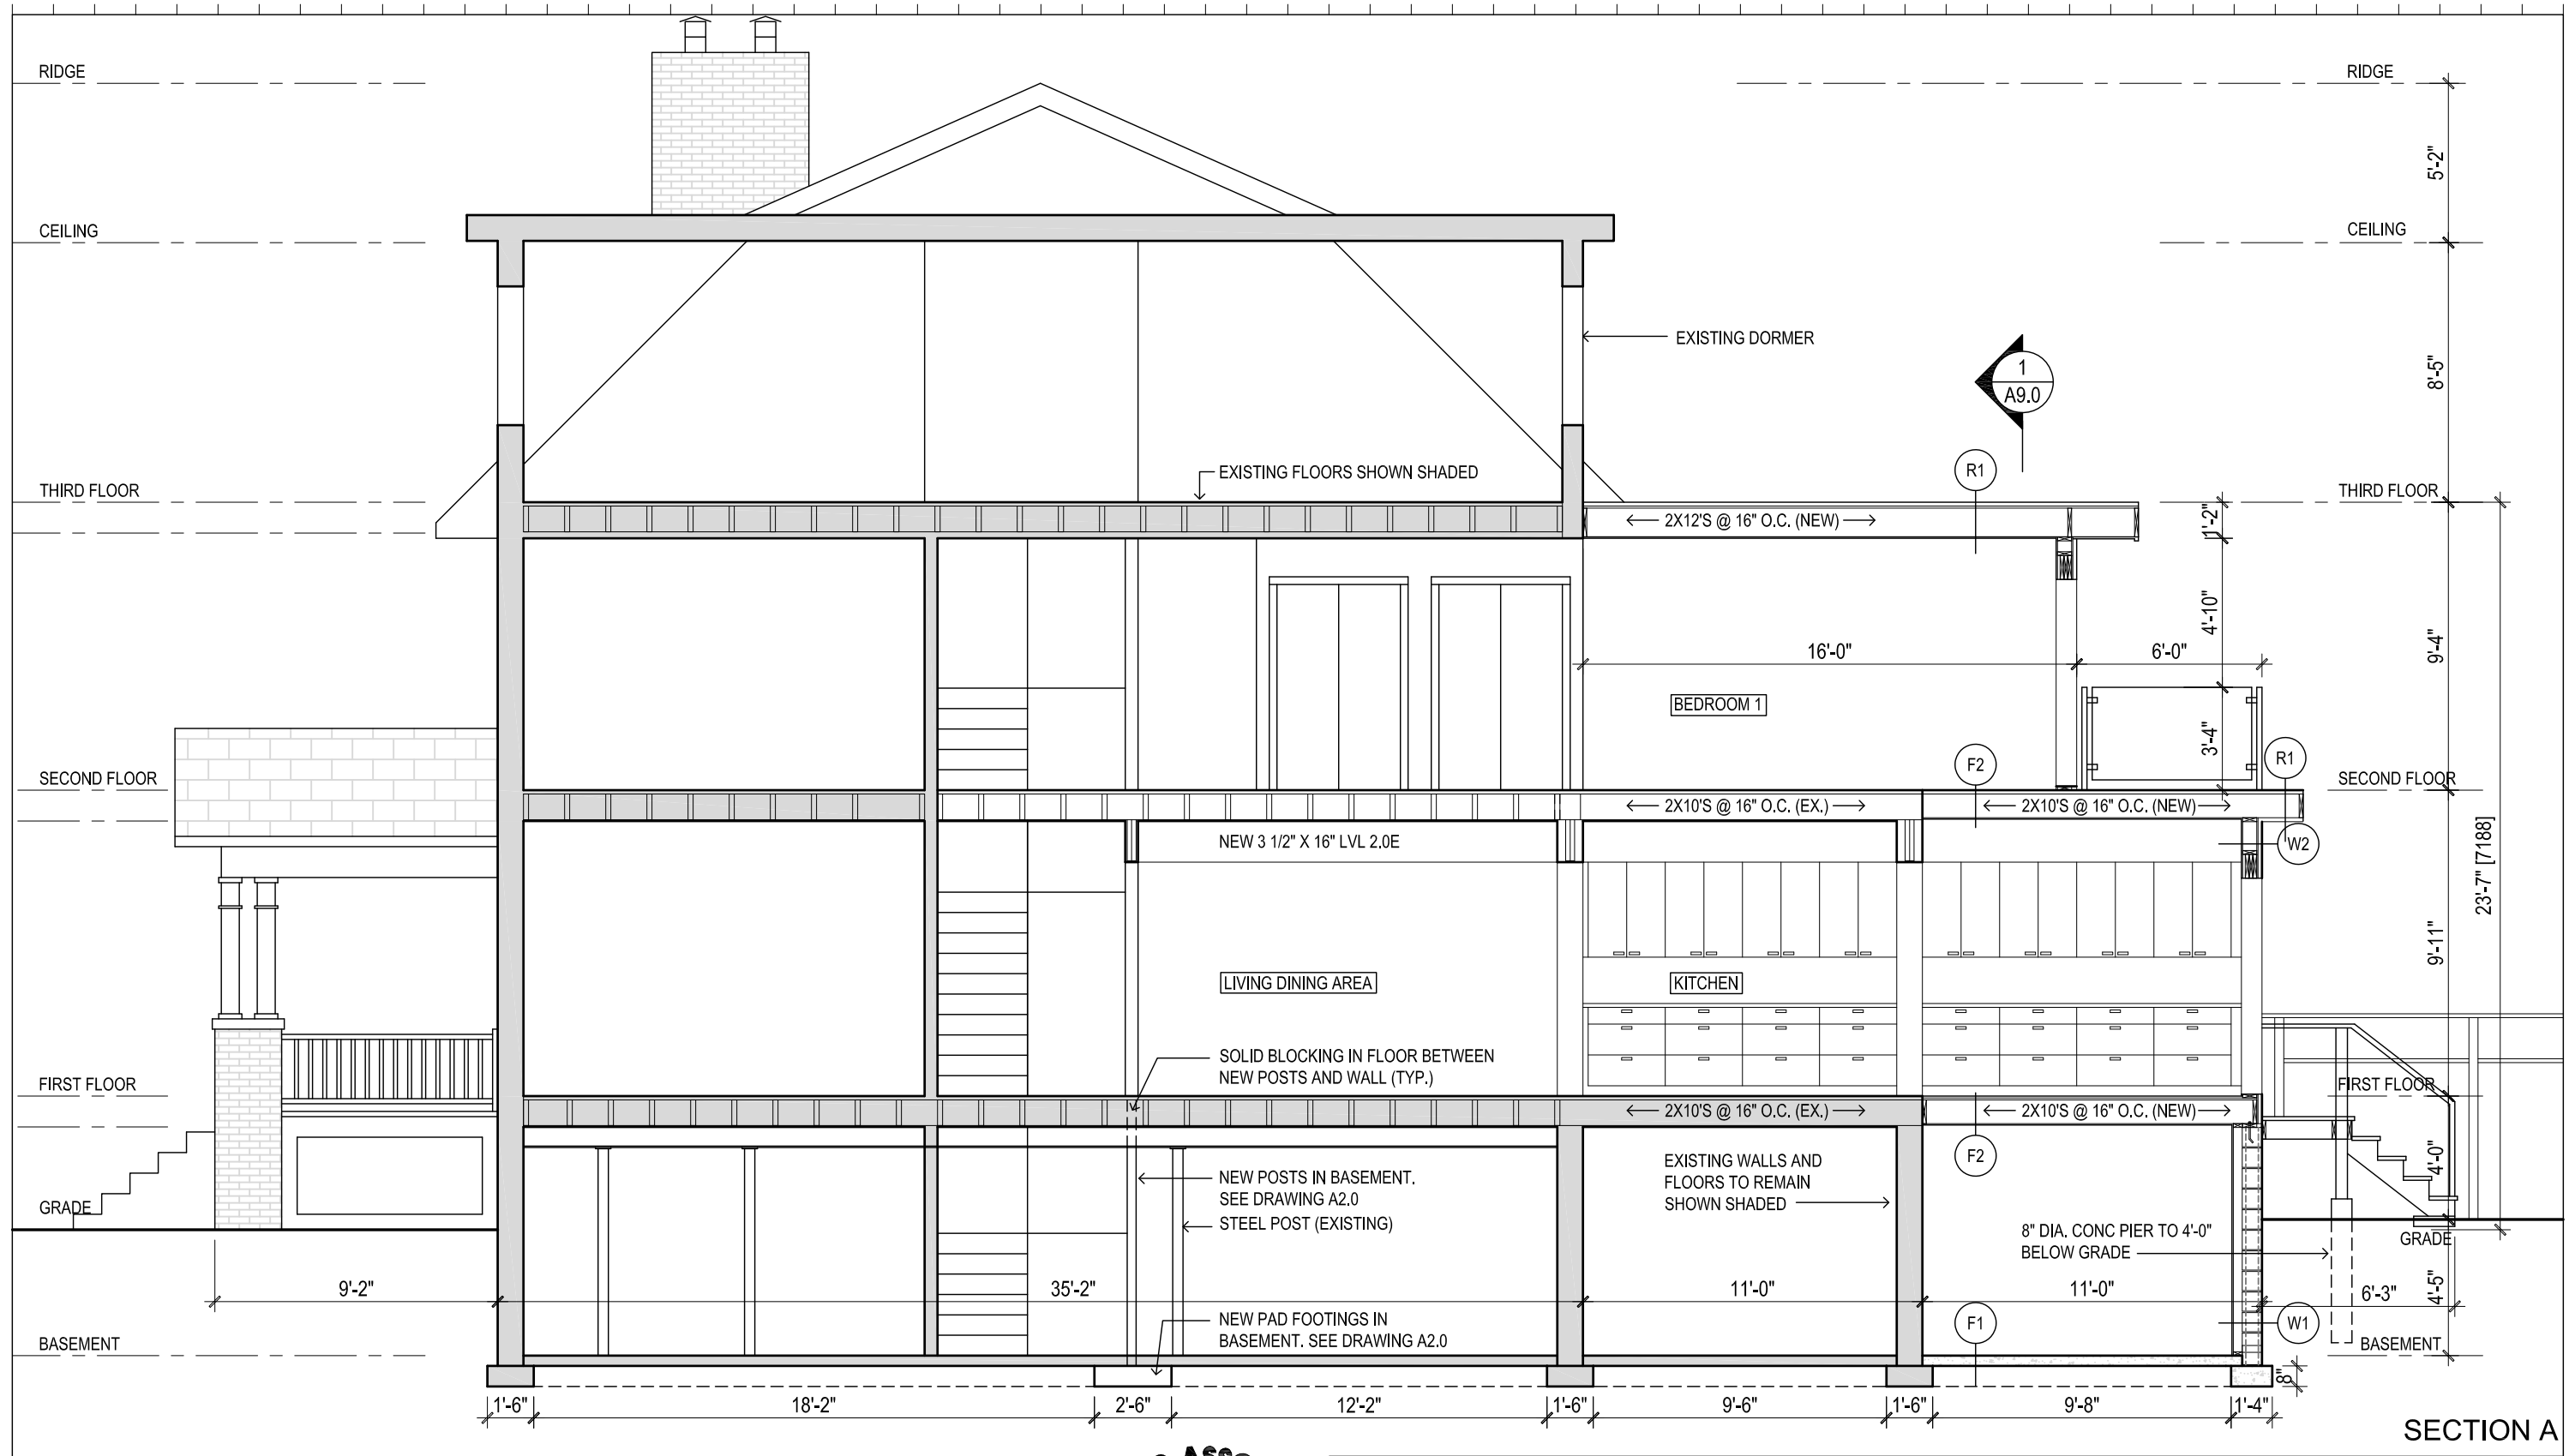 RIDGE
RIDGE
5'-2"
CEILING
CEILING
EXISTING DORMER
1
A9.0
8'-5"
R1
EXISTING FLOORS SHOWN SHADED
THIRD FLOOR
THIRD FLOOR
2X12'S @ 16" O.C. (NEW)
1'-2"
4'-10"
16'-0"
6'-0"
9'-4"
BEDROOM 1
3'-4"
SECOND FLOOR
F2
R1
SECOND FLOOR
2X10'S @ 16" O.C. (EX.)
2X10'S @ 16" O.C. (NEW)
NEW 3 1/2" X 16" LVL 2.0E
W2
23'-7" [7188]
9'-11"
LIVING DINING AREA
KITCHEN
SOLID BLOCKING IN FLOOR BETWEEN
NEW POSTS AND WALL (TYP.)
FIRST FLOOR
FIRST FLOOR
2X10'S @ 16" O.C. (EX.)
2X10'S @ 16" O.C. (NEW)
F2
4'-0"
NEW POSTS IN BASEMENT.
SEE DRAWING A2.0
STEEL POST (EXISTING)
EXISTING WALLS AND
FLOORS TO REMAIN
SHOWN SHADED
GRADE
8" DIA. CONC PIER TO 4'-0"
BELOW GRADE
GRADE
9'-2"
35'-2"
11'-0"
11'-0"
6'-3"
4'-5"
NEW PAD FOOTINGS IN
BASEMENT. SEE DRAWING A2.0
F1
W1
BASEMENT
BASEMENT
8"
1'-6"
18'-2"
2'-6"
12'-2"
1'-6"
9'-6"
1'-6"
9'-8"
1'-4"
SECTION A